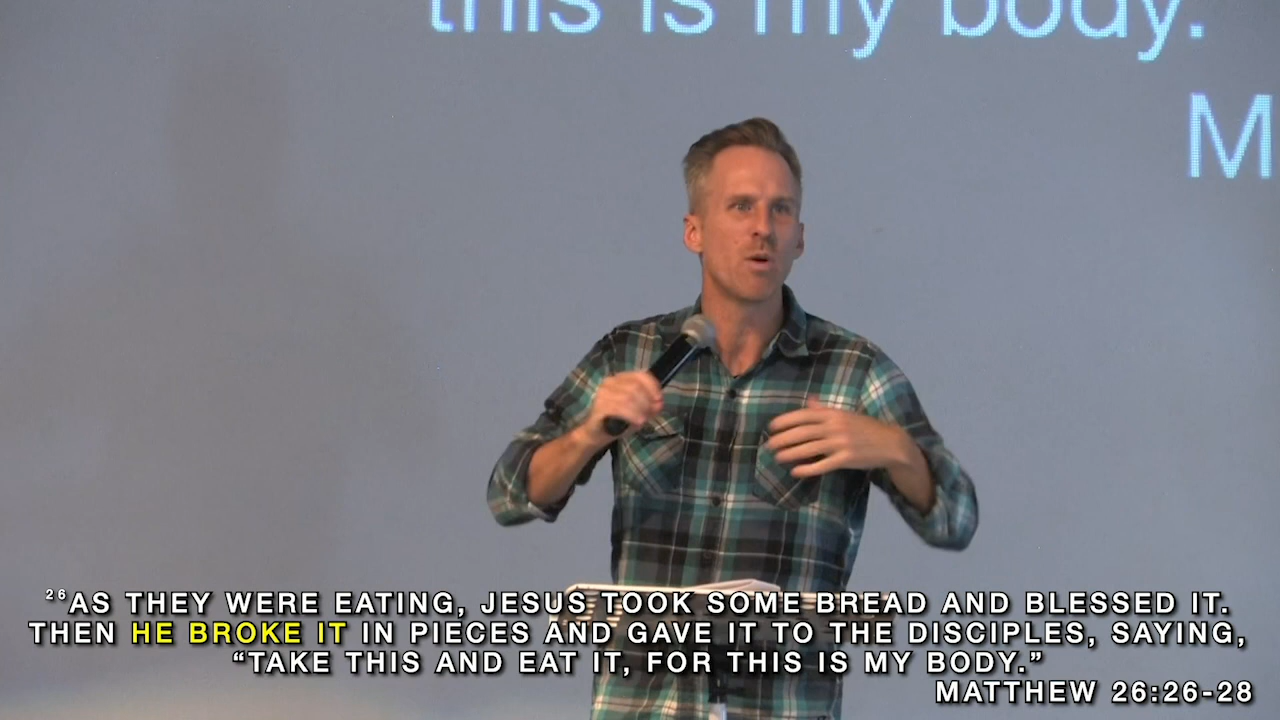 this is my body.
M
²⁶AS THEY WERE EATING, JESUS TOOK SOME BREAD AND BLESSED IT.
THEN HE BROKE IT IN PIECES AND GAVE IT TO THE DISCIPLES, SAYING,
“TAKE THIS AND EAT IT, FOR THIS IS MY BODY.”
MATTHEW 26:26-28